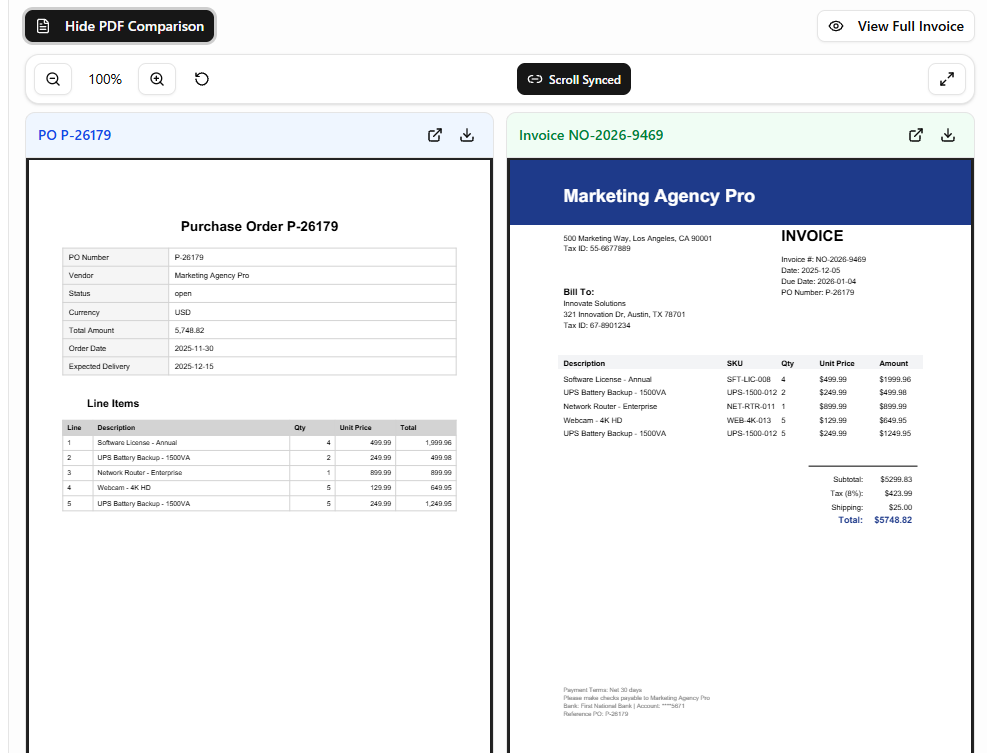 Hide PDF Comparison
View Full Invoice
100%
Scroll Synced
PO P-26179
Purchase Order P-26179
PO Number P-26179
Vendor Marketing Agency Pro
Status open
Currency USD
Total Amount 5,748.82
Order Date 2025-11-30
Expected Delivery 2025-12-15
Line Items
Line Description Qty Unit Price Total
1 Software License - Annual 4 499.99 1,999.96
2 UPS Battery Backup - 1500VA 2 249.99 499.98
3 Network Router - Enterprise 1 899.99 899.99
4 Webcam - 4K HD 5 129.99 649.95
5 UPS Battery Backup - 1500VA 5 249.99 1,249.95
Invoice NO-2026-9469
Marketing Agency Pro
500 Marketing Way, Los Angeles, CA 90001
Tax ID: 55-6677889
INVOICE
Invoice #: NO-2026-9469
Date: 2025-12-05
Due Date: 2026-01-04
PO Number: P-26179
Bill To:
Innovate Solutions
321 Innovation Dr, Austin, TX 78701
Tax ID: 67-8901234
Description SKU Qty Unit Price Amount
Software License - Annual SFT-LIC-008 4 $499.99 $1999.96
UPS Battery Backup - 1500VA UPS-1500-012 2 $249.99 $499.98
Network Router - Enterprise NET-RTR-011 1 $899.99 $899.99
Webcam - 4K HD WEB-4K-013 5 $129.99 $649.95
UPS Battery Backup - 1500VA UPS-1500-012 5 $249.99 $1249.95
Subtotal: $5299.83
Tax (8%): $423.99
Shipping: $25.00
Total: $5748.82
Payment Terms: Net 30 days
Please make checks payable to Marketing Agency Pro
Bank: First National Bank | Account: ****5671
Reference PO: P-26179